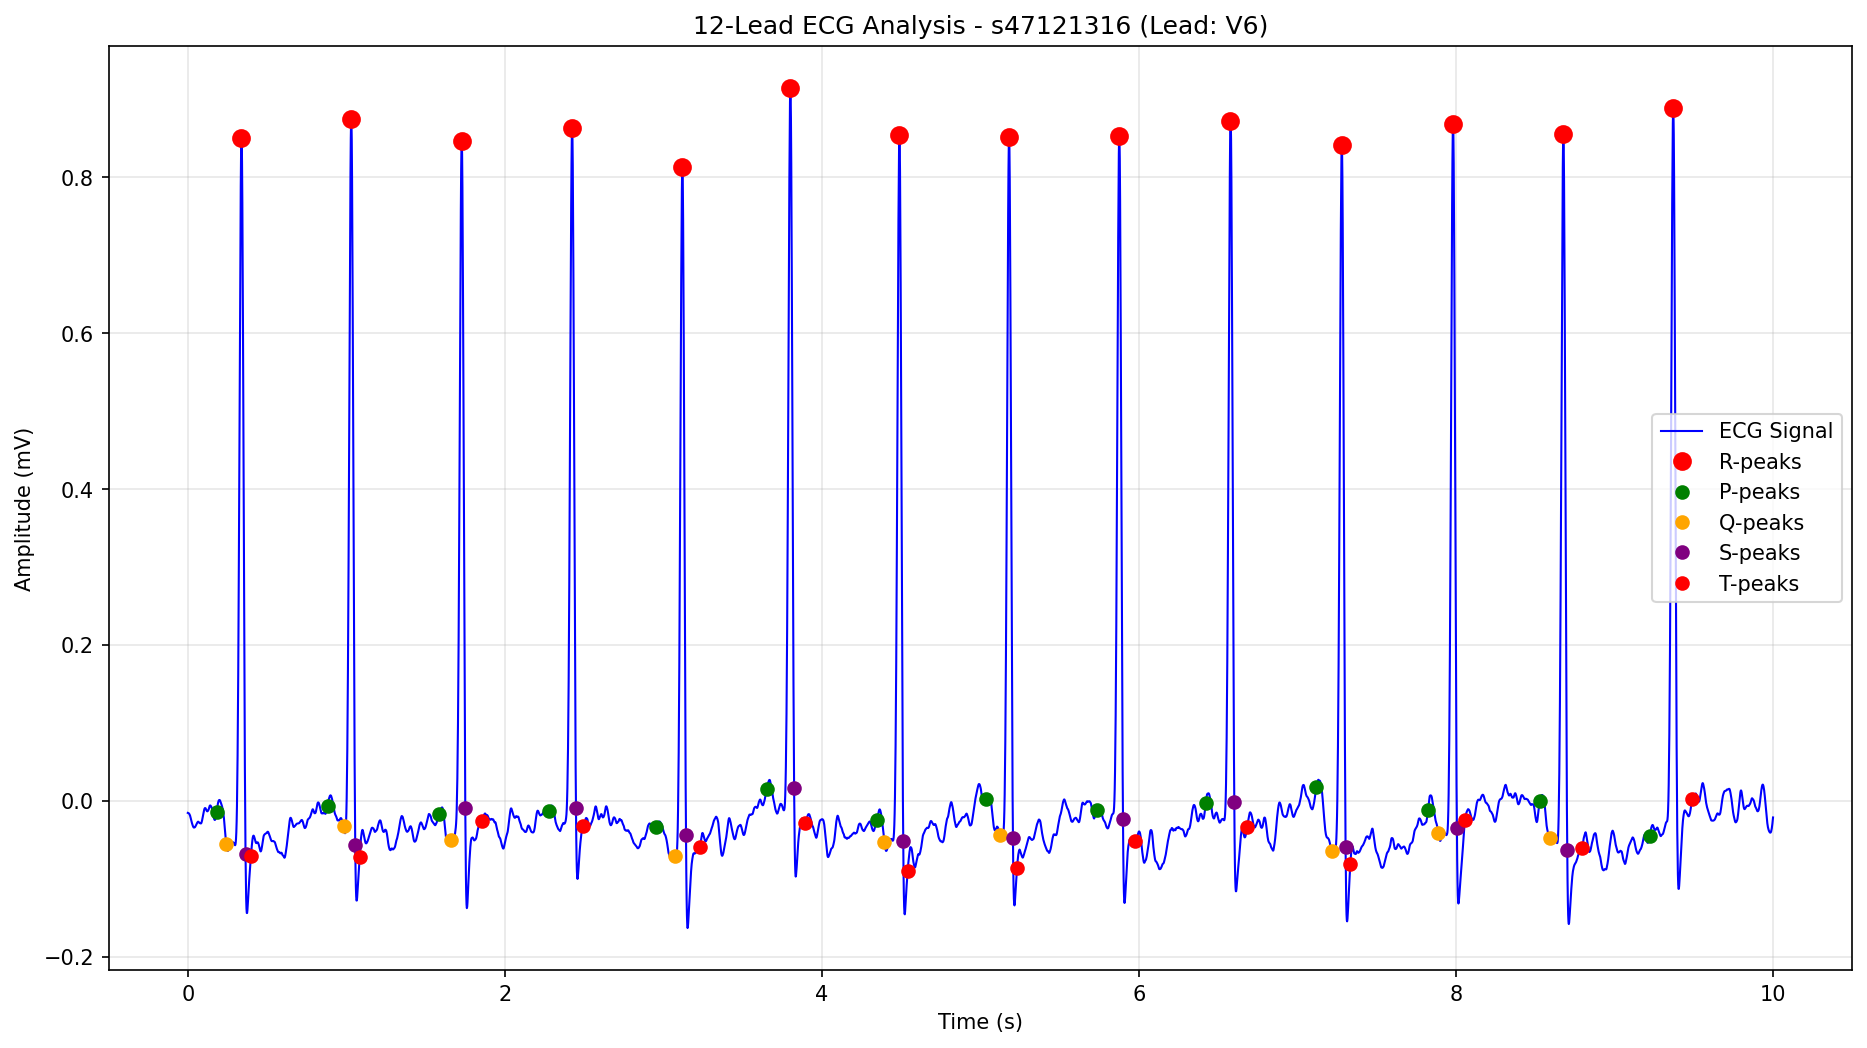 12-Lead ECG Analysis - s47121316 (Lead: V6)
Amplitude (mV)
0.8
0.6
0.4
0.2
0.0
−0.2
ECG Signal
R-peaks
P-peaks
Q-peaks
S-peaks
T-peaks
0 2 4 6 8 10
Time (s)